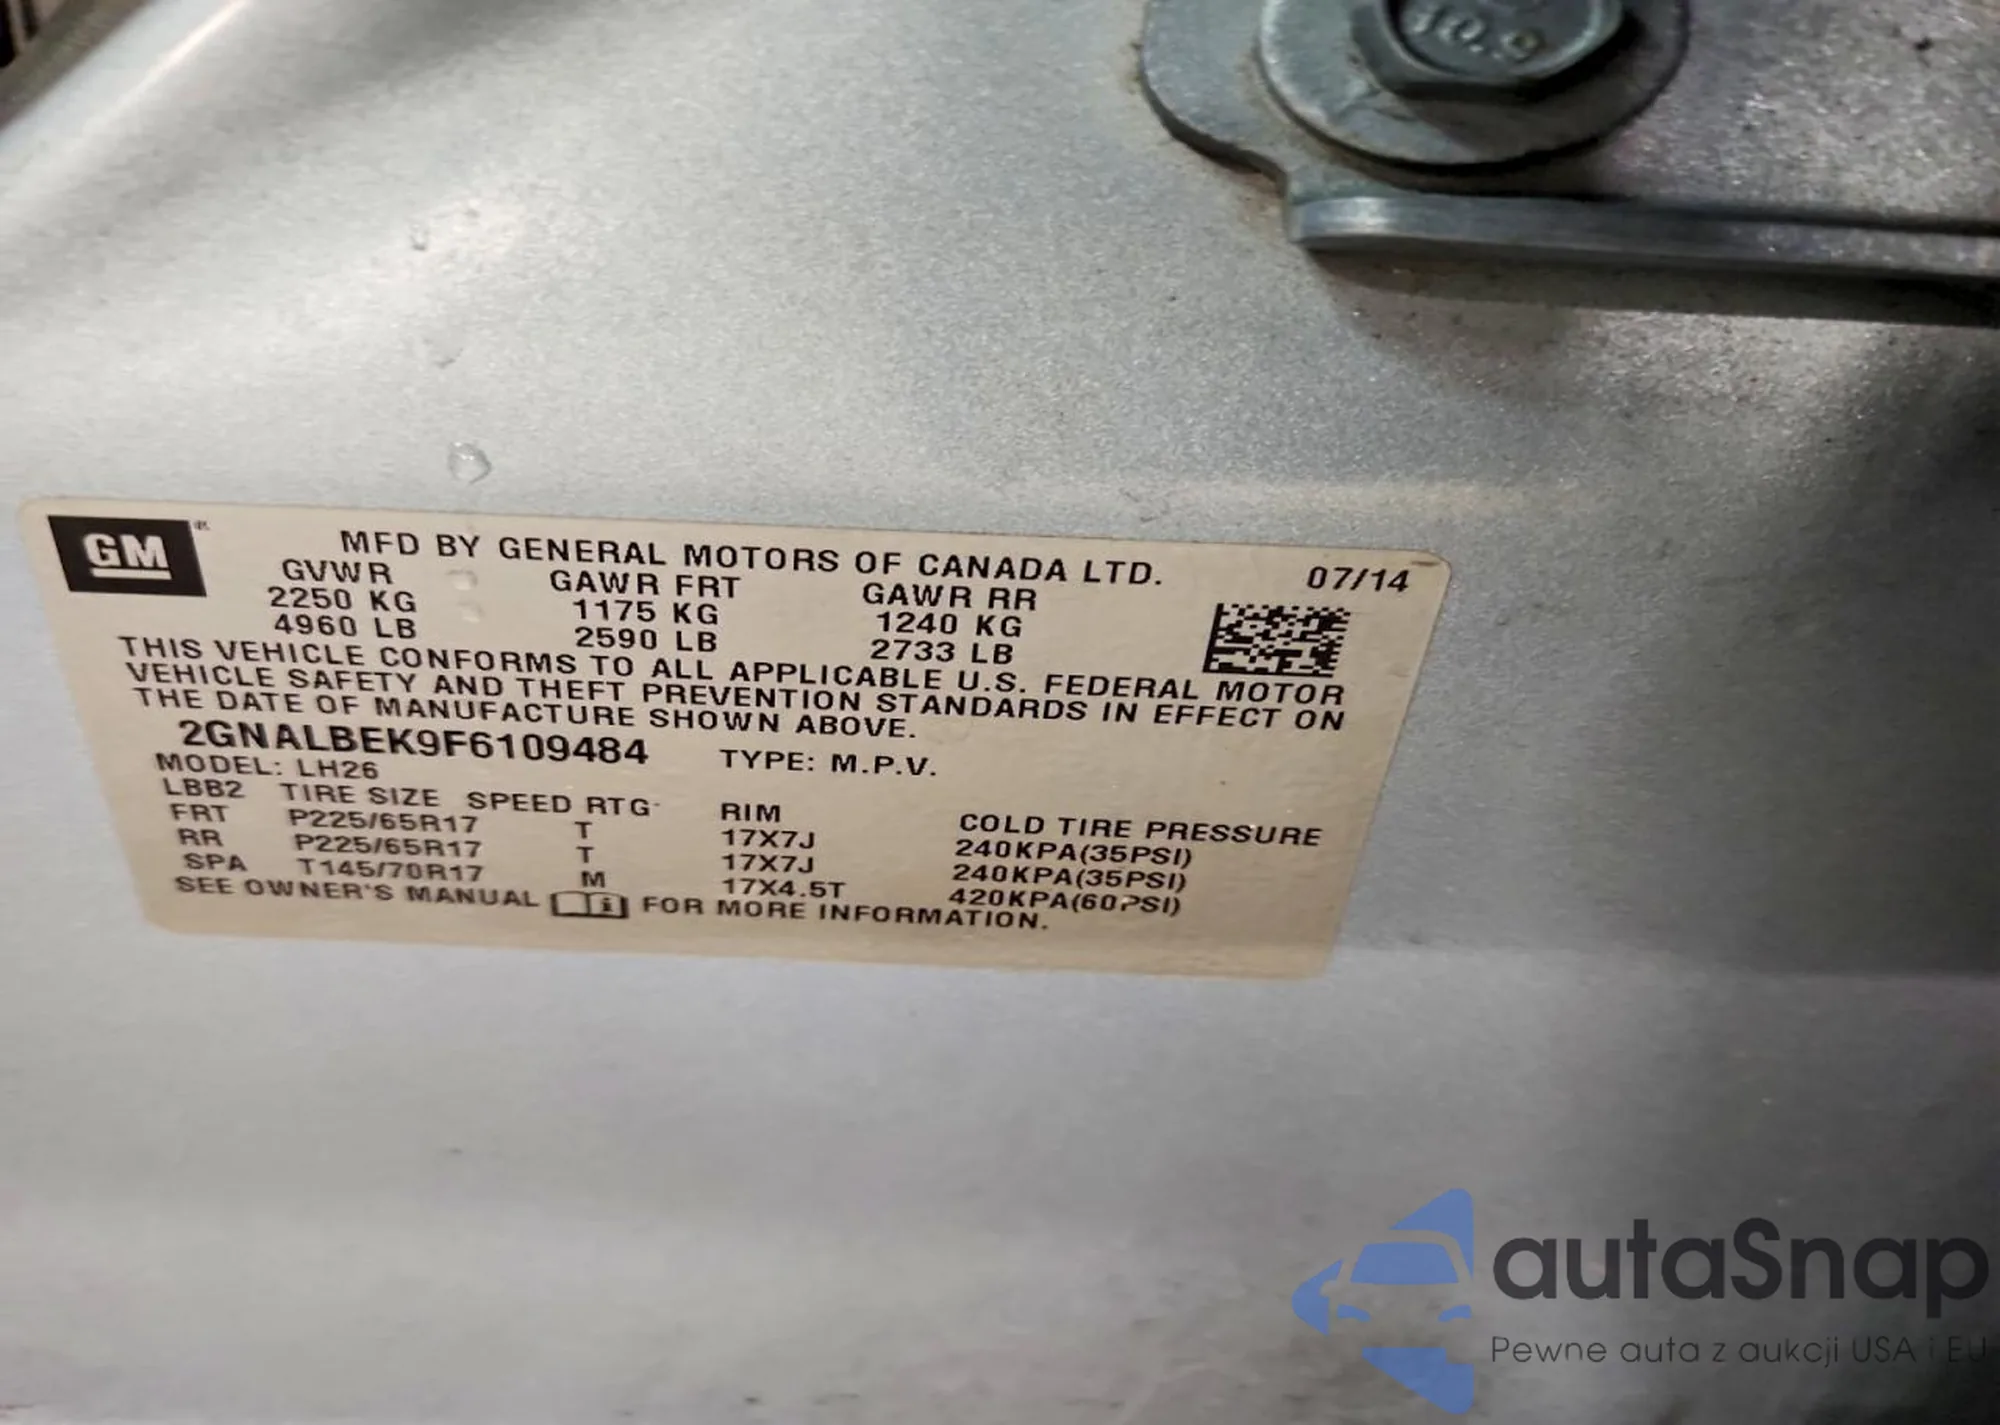 10.9
GM
MFD BY GENERAL MOTORS OF CANADA LTD. 07/14
GVWR GAWR FRT GAWR RR
2250 KG 1175 KG 1240 KG
4960 LB 2590 LB 2733 LB
THIS VEHICLE CONFORMS TO ALL APPLICABLE U.S. FEDERAL MOTOR
VEHICLE SAFETY AND THEFT PREVENTION STANDARDS IN EFFECT ON
THE DATE OF MANUFACTURE SHOWN ABOVE.
2GNALBEK9F6109484 TYPE: M.P.V.
MODEL: LH26
LBB2 TIRE SIZE SPEED RTG RIM COLD TIRE PRESSURE
FRT P225/65R17 T 17X7J 240KPA(35PSI)
RR P225/65R17 T 17X7J 240KPA(35PSI)
SPA T145/70R17 M 17X4.5T 420KPA(60PSI)
SEE OWNER'S MANUAL FOR MORE INFORMATION.
autaSnap
Pewne auta z aukcji USA i EU